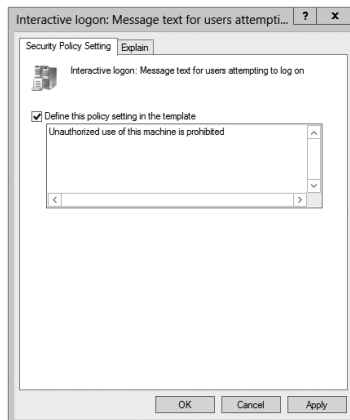 Interactive logon: Message text for users attempti...
? x
Security Policy Setting Explain
Interactive logon: Message text for users attempting to log on
Define this policy setting in the template
Unauthorized use of this machine is prohibited
OK Cancel Apply